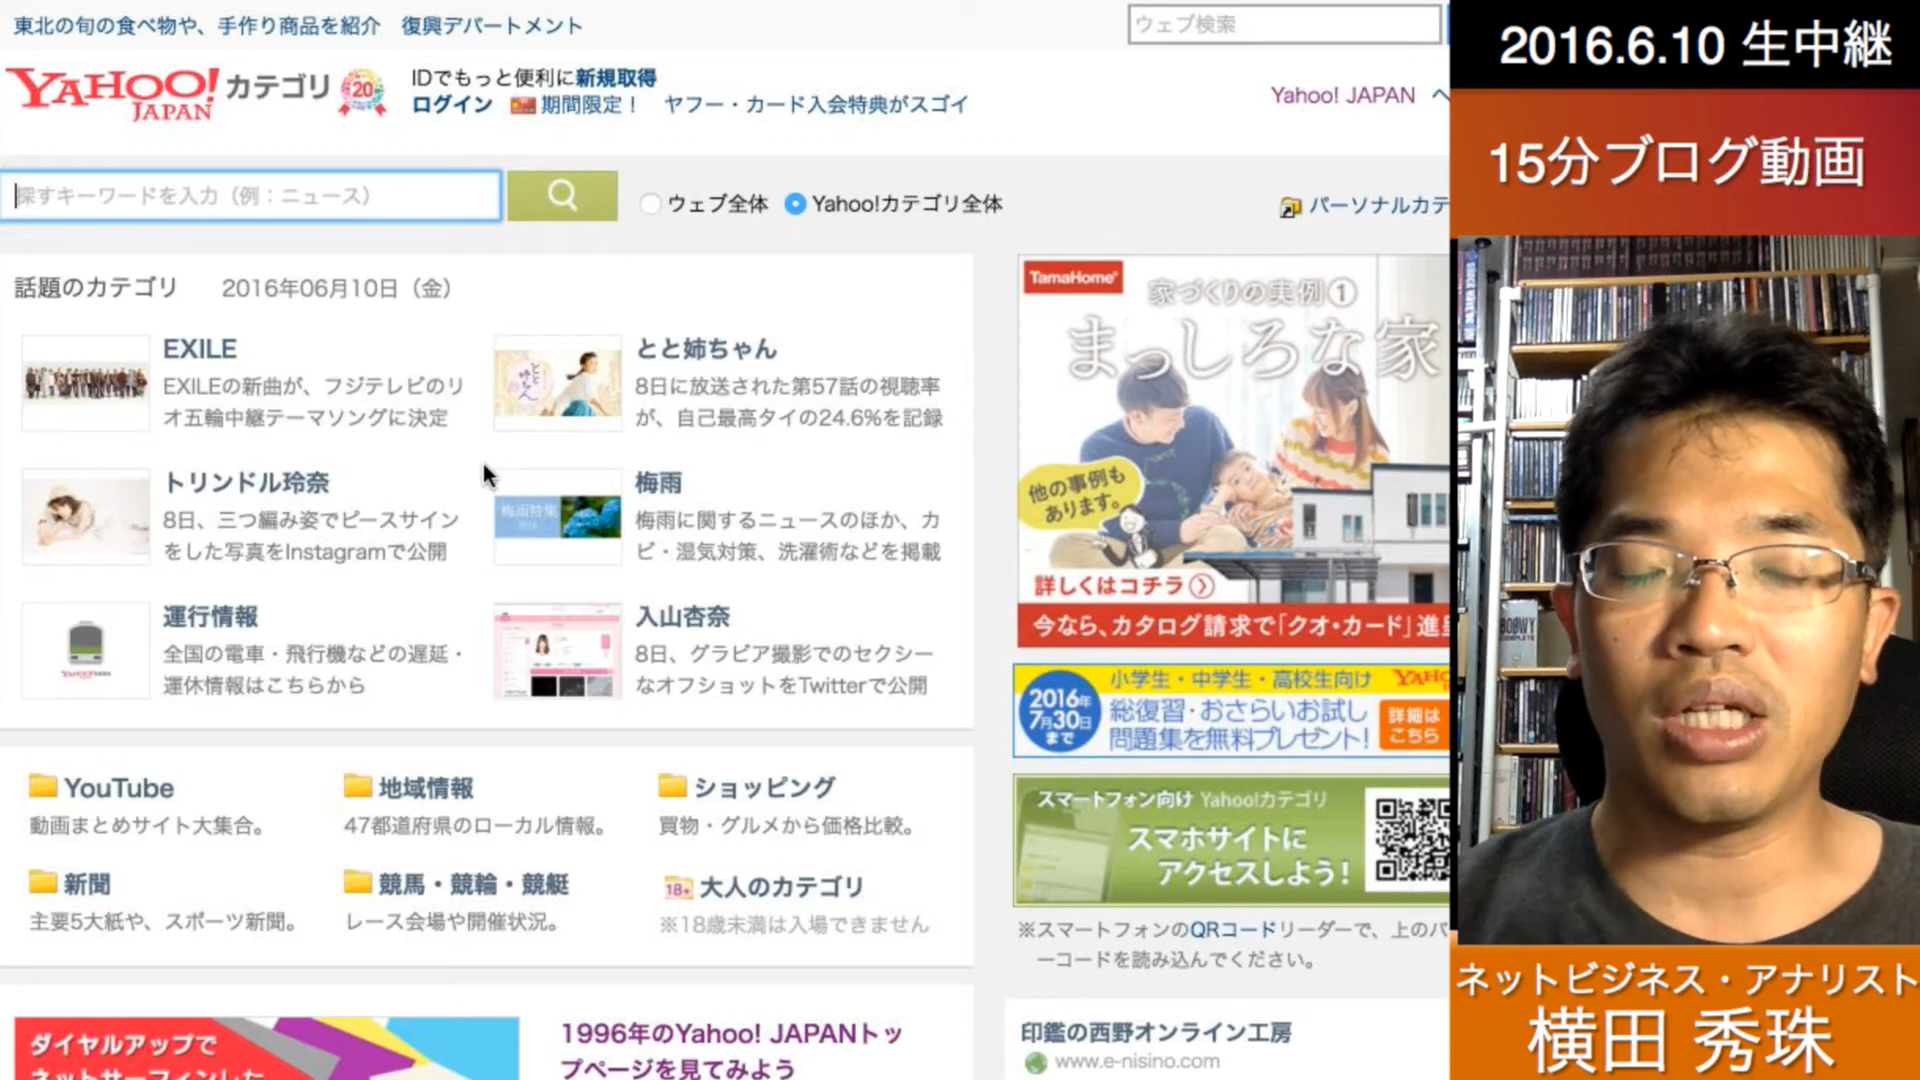 東北の旬の食べ物や、手作り商品を紹介　復興デパートメント
ウェブ検索
YAHOO! JAPAN カテゴリ
20
IDでもっと便利に新規取得
ログイン 期間限定！ ヤフー・カード入会特典がスゴイ
Yahoo! JAPAN ヘ
探すキーワードを入力（例：ニュース）
ウェブ全体 Yahoo!カテゴリ全体
パーソナルカテ
話題のカテゴリ 2016年06月10日（金）
EXILE
EXILEの新曲が、フジテレビのリ
オ五輪中継テーマソングに決定
とと姉ちゃん
8日に放送された第57話の視聴率
が、自己最高タイの24.6%を記録
トリンドル玲奈
8日、三つ編み姿でピースサイン
をした写真をInstagramで公開
梅雨特集
梅雨
梅雨に関するニュースのほか、カ
ビ・湿気対策、洗濯術などを掲載
運行情報
全国の電車・飛行機などの遅延・
運休情報はこちらから
入山杏奈
8日、グラビア撮影でのセクシー
なオフショットをTwitterで公開
YouTube
動画まとめサイト大集合。
地域情報
47都道府県のローカル情報。
ショッピング
買物・グルメから価格比較。
新聞
主要5大紙や、スポーツ新聞。
競馬・競輪・競艇
レース会場や開催状況。
18+ 大人のカテゴリ
※18歳未満は入場できません
ダイヤルアップで
ネットサーフィンした
1996年のYahoo! JAPANトッ
プページを見てみよう
TamaHome
家づくりの実例①
まっしろな家
他の事例も
あります。
詳しくはコチラ
今なら、カタログ請求で「クオ・カード」進呈
2016年
7月30日
まで
小学生・中学生・高校生向け YAHO
総復習・おさらいお試し
問題集を無料プレゼント!
詳細は
こちら
スマートフォン向け Yahoo!カテゴリ
スマホサイトに
アクセスしよう!
※スマートフォンのQRコードリーダーで、上のバ
ーコードを読み込んでください。
印鑑の西野オンライン工房
www.e-nisino.com
2016.6.10 生中継
15分ブログ動画
BOØWY
COMPLETE
ネットビジネス・アナリスト
横田 秀珠